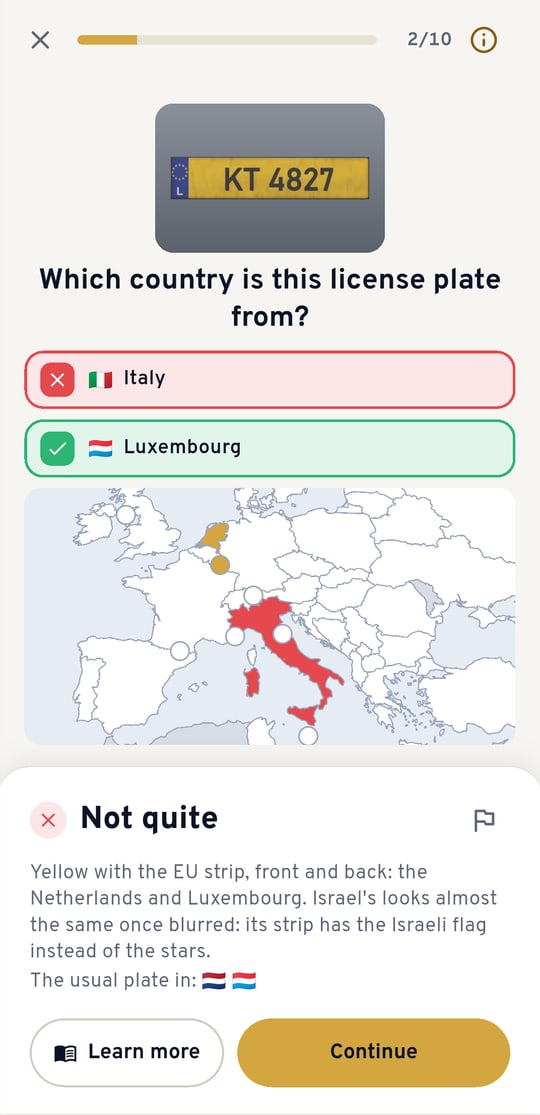 2/10
L
KT 4827
Which country is this license plate
from?
Italy
Luxembourg
Not quite
Yellow with the EU strip, front and back: the
Netherlands and Luxembourg. Israel's looks almost
the same once blurred: its strip has the Israeli flag
instead of the stars.
The usual plate in:
Learn more
Continue